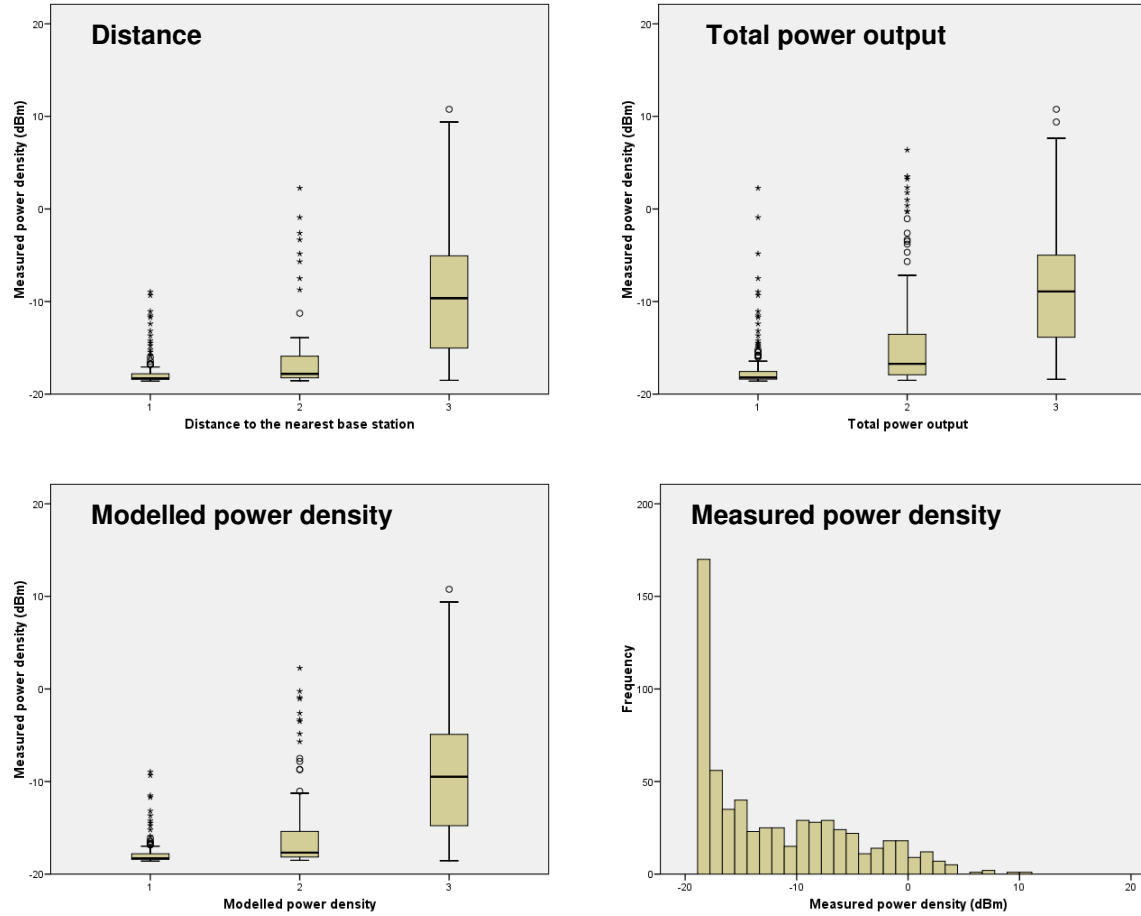 Distance
Measured power density (dBm)
20
10
0
-10
-20
1 2 3
Distance to the nearest base station
Total power output
Measured power density (dBm)
20
10
0
-10
-20
1 2 3
Total power output
Modelled power density
Measured power density (dBm)
20
10
0
-10
-20
1 2 3
Modelled power density
Measured power density
Frequency
200
150
100
50
0
-20 -10 0 10 20
Measured power density (dBm)